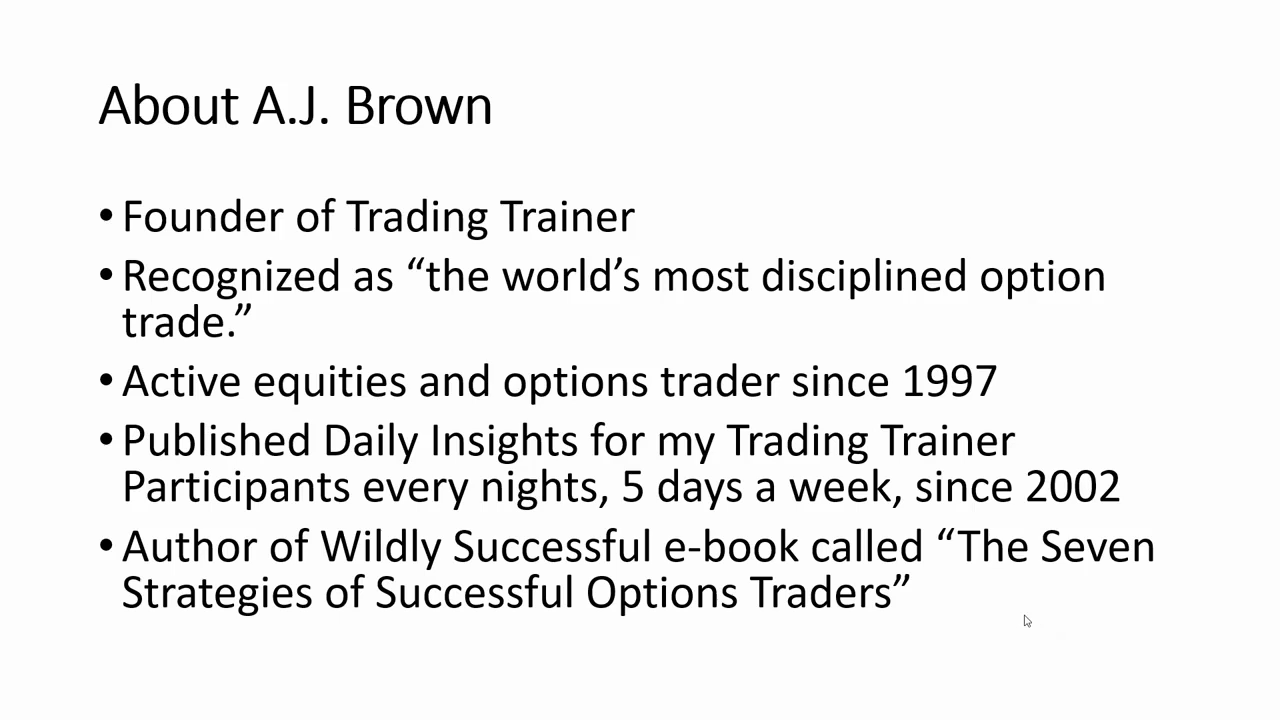 About A.J. Brown
• Founder of Trading Trainer
• Recognized as “the world’s most disciplined option
trade.”
• Active equities and options trader since 1997
• Published Daily Insights for my Trading Trainer
Participants every nights, 5 days a week, since 2002
• Author of Wildly Successful e-book called “The Seven
Strategies of Successful Options Traders”